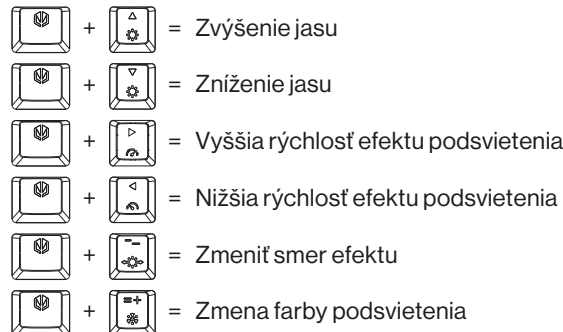 + = Zvýšenie jasu
+ = Zníženie jasu
+ = Vyššia rýchlosť efektu podsvietenia
+ = Nižšia rýchlosť efektu podsvietenia
+ -_ = Zmeniť smer efektu
+ =+ = Zmena farby podsvietenia